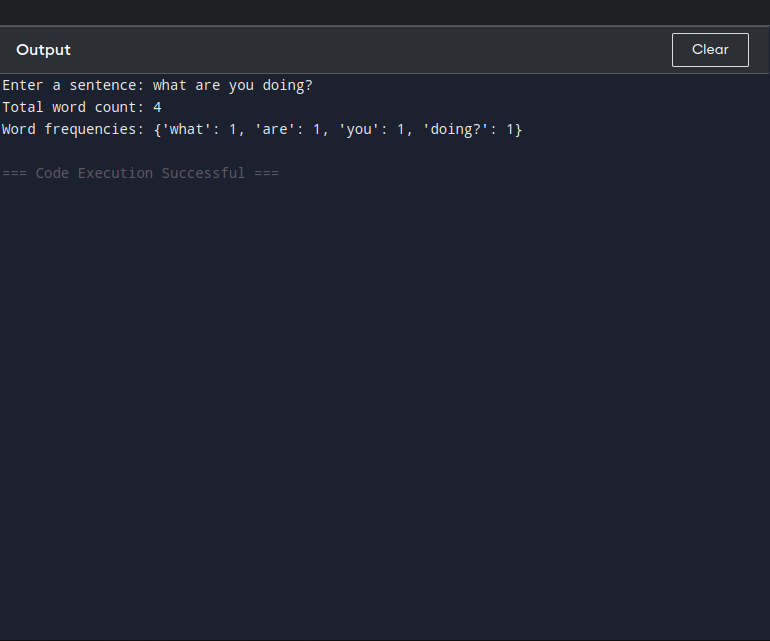 Output
Clear
Enter a sentence: what are you doing?
Total word count: 4
Word frequencies: {'what': 1, 'are': 1, 'you': 1, 'doing?': 1}
=== Code Execution Successful ===